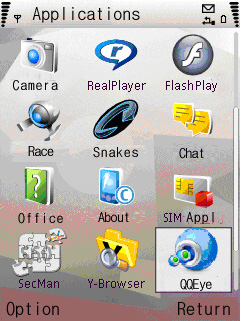 Applications
Camera
RealPlayer
FlashPlay
Race
Snakes
Chat
Office
About
SIM Appl.
SecMan
Y-Browser
QQEye
Option
Return